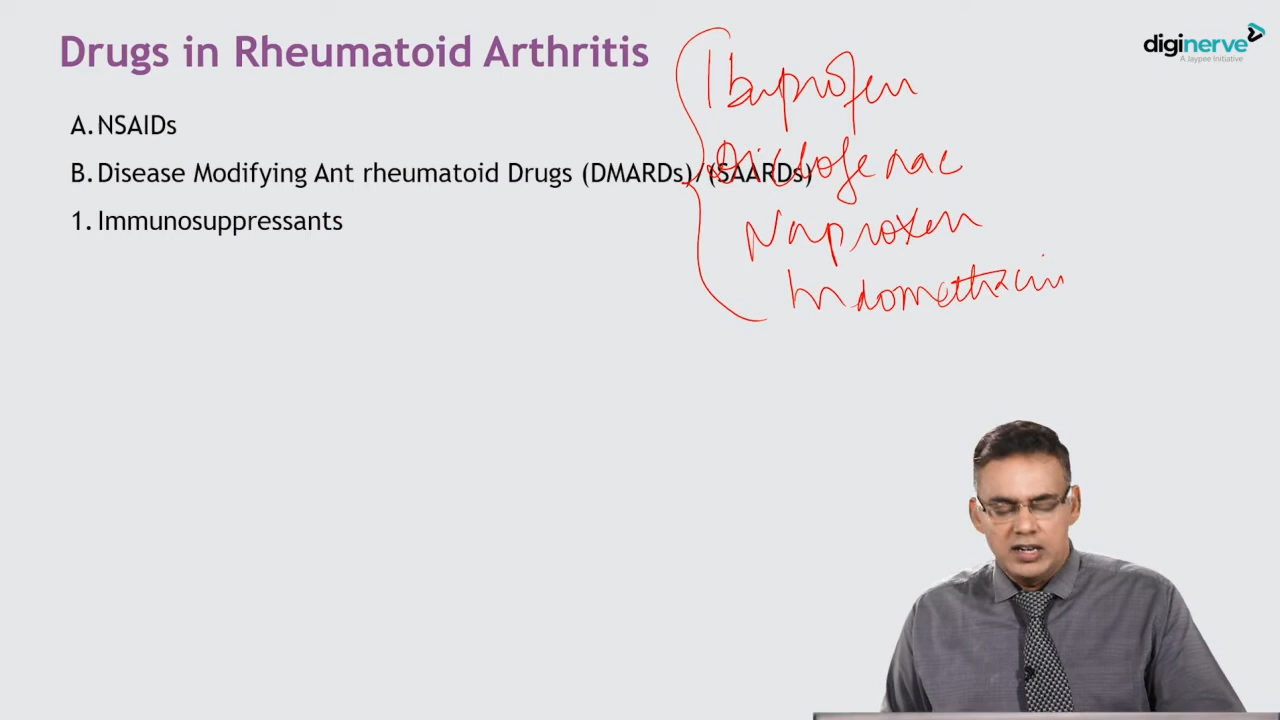 Drugs in Rheumatoid Arthritis
diginerve
A Jaypee Initiative
A. NSAIDs
B. Disease Modifying Ant rheumatoid Drugs (DMARDs)/(SAARDs)
1. Immunosuppressants
Ibuprofen
Diclofenac
Naproxen
Indomethacin